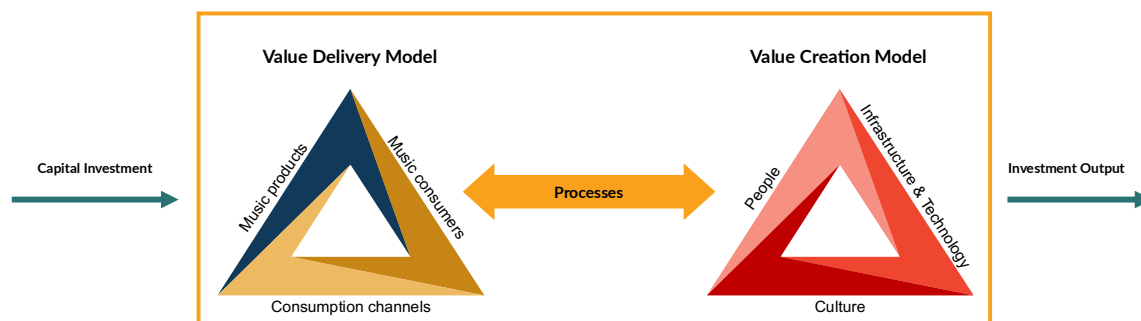 Value Delivery Model
Value Creation Model
Capital Investment
Music products
Music consumers
Consumption channels
Processes
People
Infrastructure & Technology
Culture
Investment Output